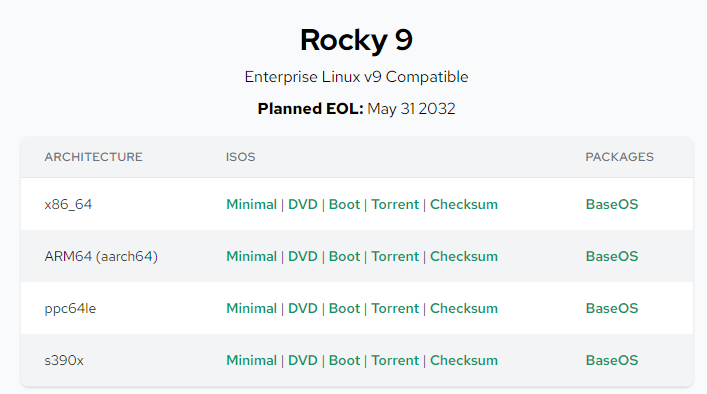 Rocky 9
Enterprise Linux v9 Compatible
Planned EOL: May 31 2032
ARCHITECTURE ISOS PACKAGES
x86_64 Minimal | DVD | Boot | Torrent | Checksum BaseOS
ARM64 (aarch64) Minimal | DVD | Boot | Torrent | Checksum BaseOS
ppc64le Minimal | DVD | Boot | Torrent | Checksum BaseOS
s390x Minimal | DVD | Boot | Torrent | Checksum BaseOS